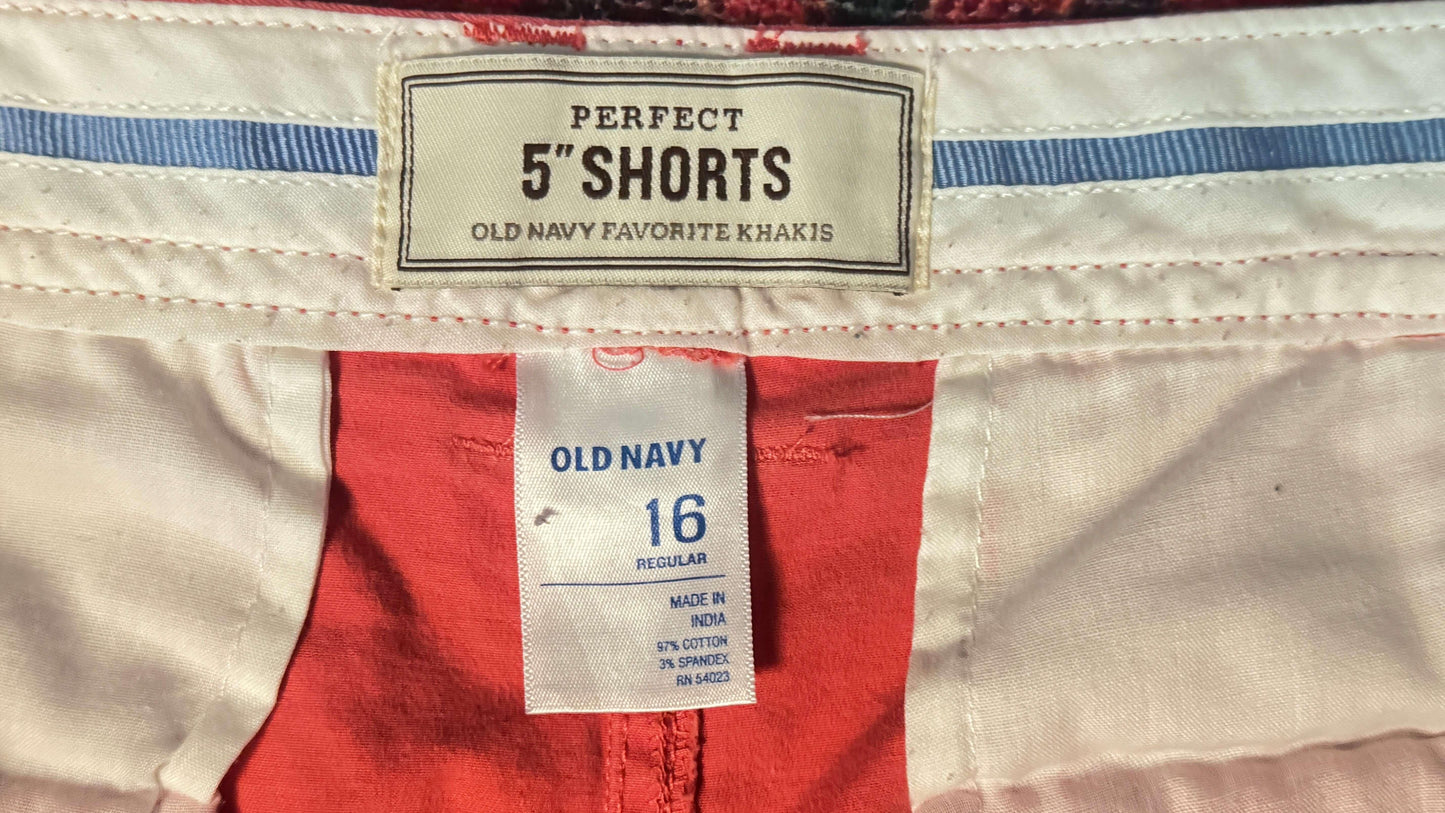 PERFECT
5" SHORTS
OLD NAVY FAVORITE KHAKIS
OLD NAVY
16
REGULAR
MADE IN
INDIA
97% COTTON
3% SPANDEX
RN 54023